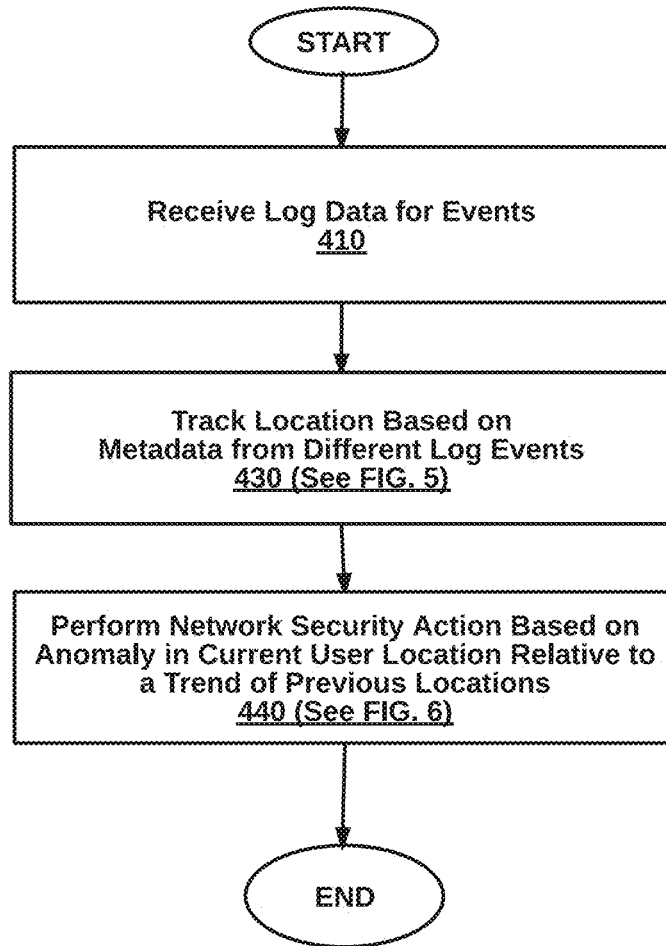 START
Receive Log Data for Events
410
Track Location Based on
Metadata from Different Log Events
430 (See FIG. 5)
Perform Network Security Action Based on
Anomaly in Current User Location Relative to
a Trend of Previous Locations
440 (See FIG. 6)
END